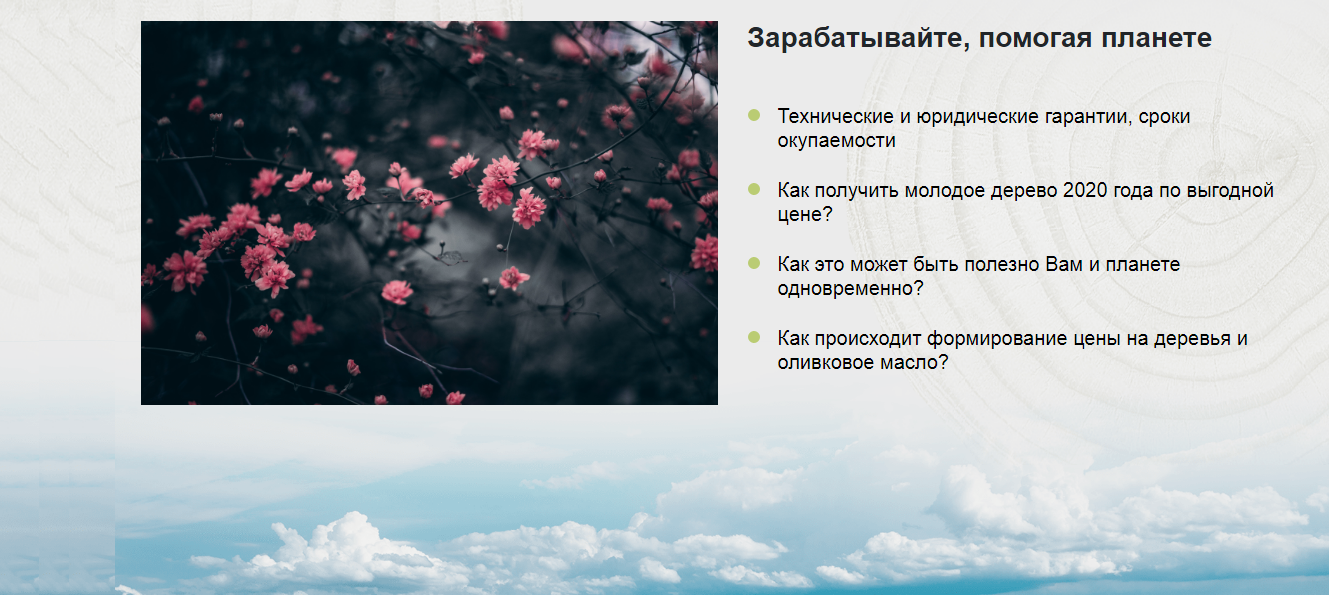 Зарабатывайте, помогая планете
Технические и юридические гарантии, сроки
окупаемости
Как получить молодое дерево 2020 года по выгодной
цене?
Как это может быть полезно Вам и планете
одновременно?
Как происходит формирование цены на деревья и
оливковое масло?